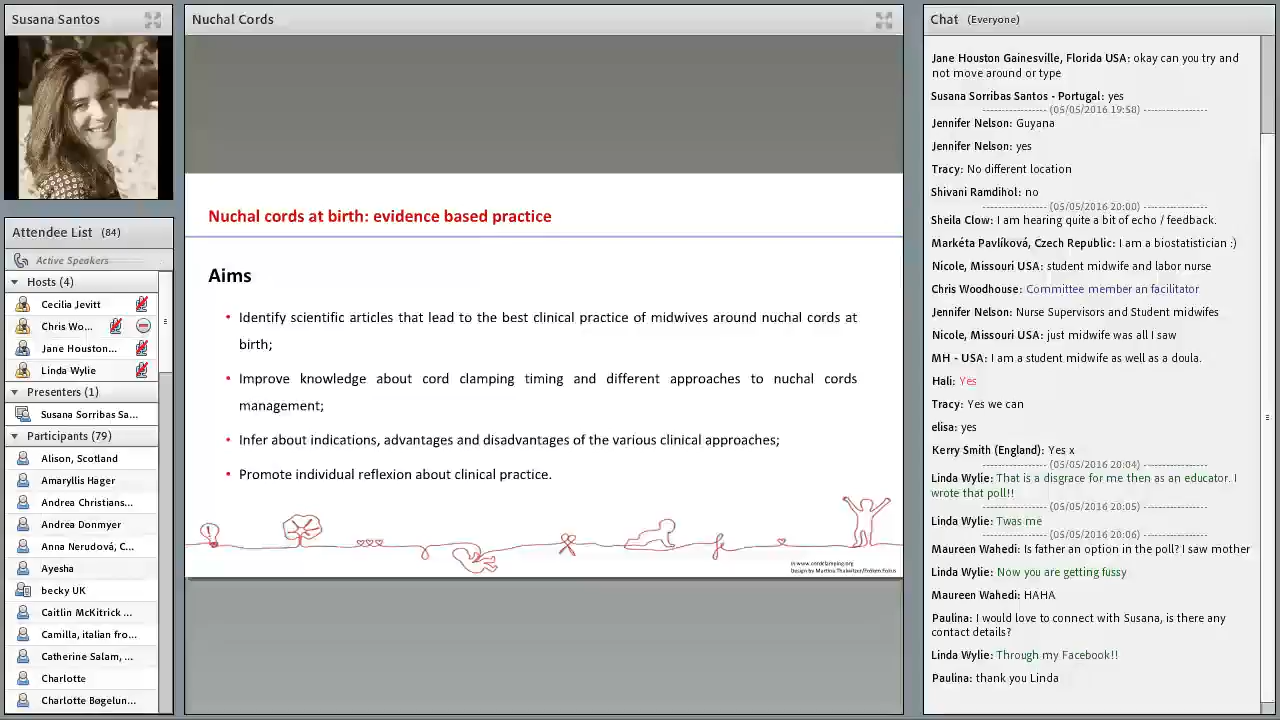 Susana Santos
Attendee List (84)
Active Speakers
Hosts (4)
Cecilia Jevitt
Chris Wo...
Jane Houston...
Linda Wylie
Presenters (1)
Susana Sorribas Sa...
Participants (79)
Alison, Scotland
Amaryllis Hager
Andrea Christians...
Andrea Donmyer
Anna Nerudová, C...
Ayesha
becky UK
Caitlin McKitrick ...
Camilla, italian fro...
Catherine Salam, ...
Charlotte
Charlotte Bøgelun...
Nuchal Cords
Nuchal cords at birth: evidence based practice
Aims
• Identify scientific articles that lead to the best clinical practice of midwives around nuchal cords at
birth;
• Improve knowledge about cord clamping timing and different approaches to nuchal cords
management;
• Infer about indications, advantages and disadvantages of the various clinical approaches;
• Promote individual reflexion about clinical practice.
in www.cordclamping.org
Chat (Everyone)
Jane Houston Gainesville, Florida USA: okay can you try and
not move around or type
Susana Sorribas Santos - Portugal: yes
---------------- (05/05/2016 19:58) ----------------
Jennifer Nelson: Guyana
Jennifer Nelson: yes
Tracy: No different location
Shivani Ramdihol: no
---------------- (05/05/2016 20:00) ----------------
Sheila Clow: I am hearing quite a bit of echo / feedback.
Markéta Pavlíková, Czech Republic: I am a biostatistician :)
Nicole, Missouri USA: student midwife and labor nurse
Chris Woodhouse: Committee member an facilitator
Jennifer Nelson: Nurse Supervisors and Student midwifes
Nicole, Missouri USA: just midwife was all I saw
MH - USA: I am a student midwife as well as a doula.
Hali: Yes
Tracy: Yes we can
elisa: yes
Kerry Smith (England): Yes x
---------------- (05/05/2016 20:04) ----------------
Linda Wylie: That is a disgrace for me then as an educator. I
wrote that poll!!
---------------- (05/05/2016 20:05) ----------------
Linda Wylie: Twas me
---------------- (05/05/2016 20:06) ----------------
Maureen Wahedi: Is father an option in the poll? I saw mother
Linda Wylie: Now you are getting fussy
Maureen Wahedi: HAHA
Paulina: I would love to connect with Susana, is there any
contact details?
Linda Wylie: Through my Facebook!!
Paulina: thank you Linda